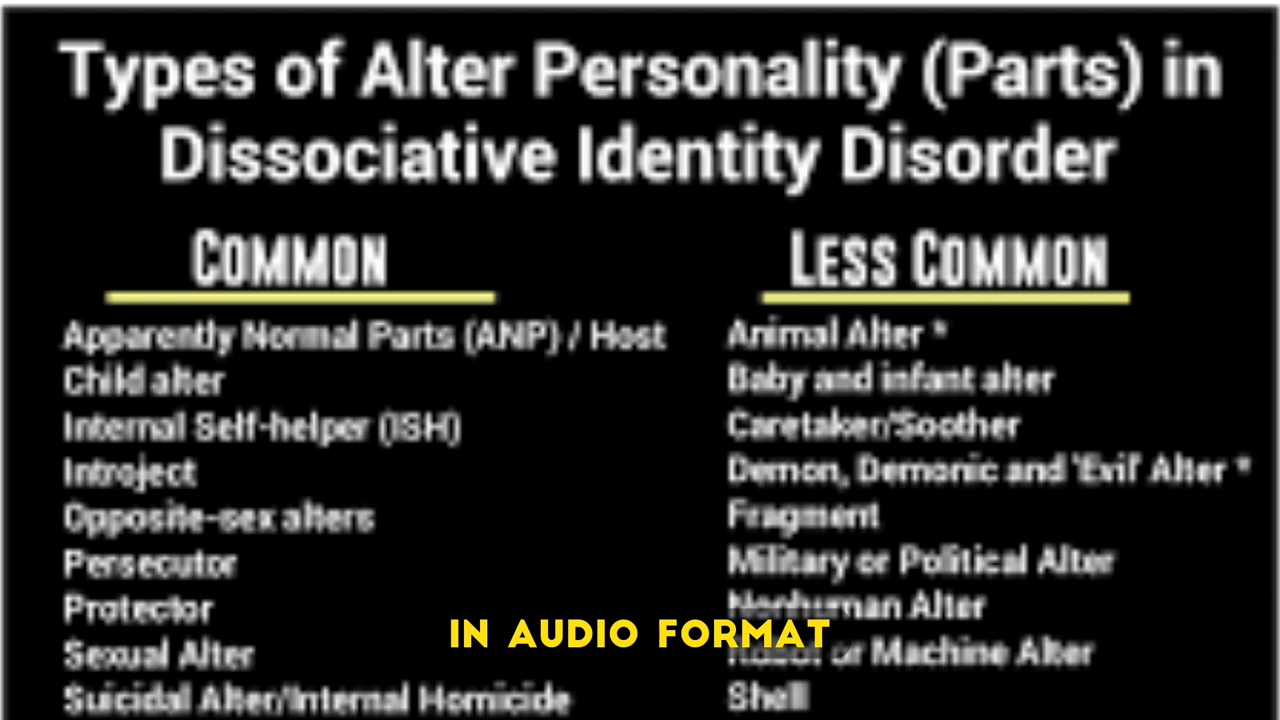 Types of Alter Personality (Parts) in
Dissociative Identity Disorder
COMMON
Apparently Normal Parts (ANP) / Host
Child alter
Internal Self-helper (ISH)
Introject
Opposite-sex alters
Persecutor
Protector
Sexual Alter
Suicidal Alter/Internal Homicide
LESS COMMON
Animal Alter *
Baby and infant alter
Caretaker/Soother
Demon, Demonic and 'Evil' Alter *
Fragment
Military or Political Alter
Nonhuman Alter
Robot or Machine Alter
Shell
IN AUDIO FORMAT